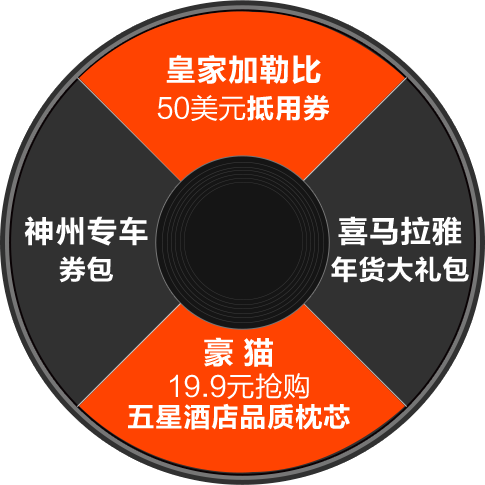 皇家加勒比
50美元抵用券
神州专车
券包
喜马拉雅
年货大礼包
豪 猫
19.9元抢购
五星酒店品质枕芯